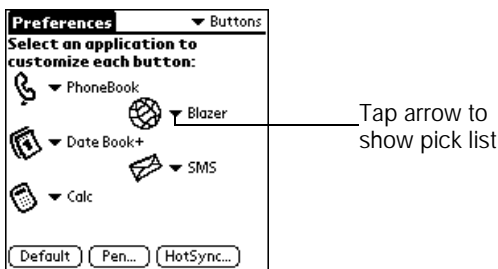 Preferences
Buttons
Select an application to
customize each button:
PhoneBook
Blazer
Date Book+
SMS
Calc
Default Pen... HotSync...
Tap arrow to
show pick list